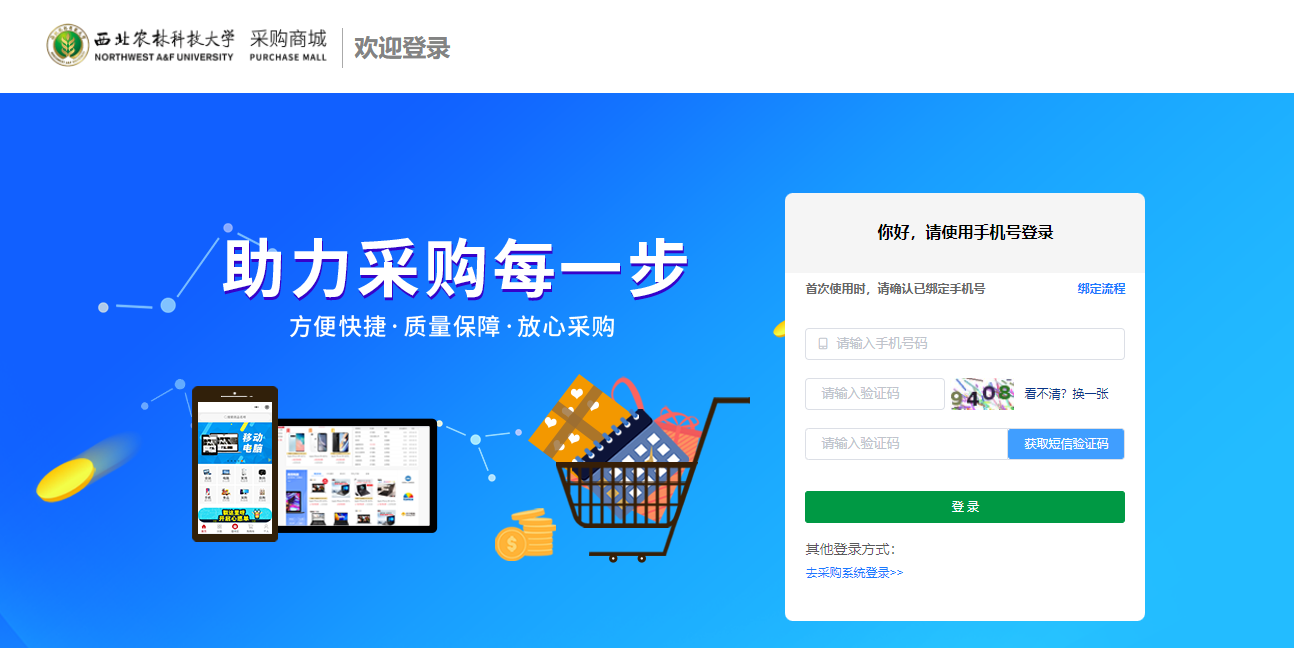 西北农林科技大学
NORTHWEST A&F UNIVERSITY
采购商城
PURCHASE MALL
欢迎登录
助力采购每一步
方便快捷·质量保障·放心采购
移动
电脑
你好，请使用手机号登录
首次使用时，请确认已绑定手机号
绑定流程
请输入手机号码
请输入验证码
9408
看不清？换一张
请输入验证码
获取短信验证码
登 录
其他登录方式：
去采购系统登录>>